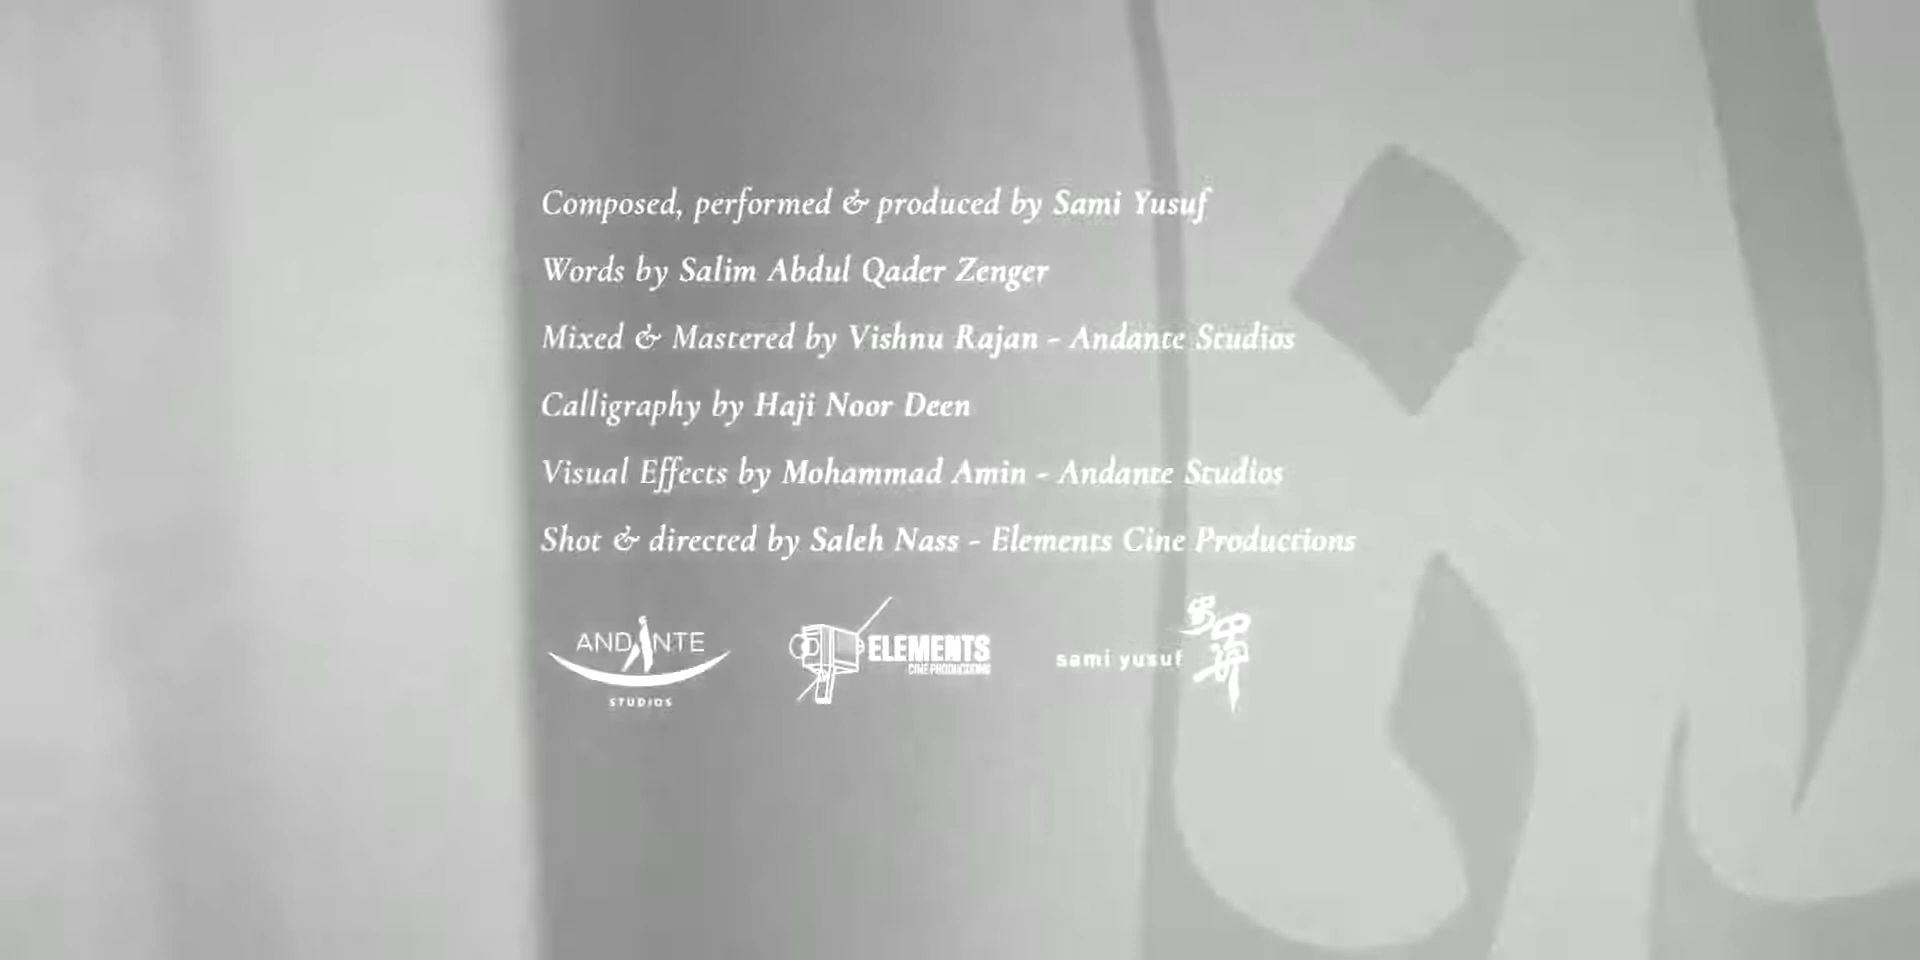 Composed, performed & produced by Sami Yusuf
Words by Salim Abdul Qader Zenger
Mixed & Mastered by Vishnu Rajan - Andante Studios
Calligraphy by Haji Noor Deen
Visual Effects by Mohammad Amin - Andante Studios
Shot & directed by Saleh Nass - Elements Cine Productions
ANDANTE
STUDIOS
ELEMENTS
CINE PRODUCTIONS
sami yusuf